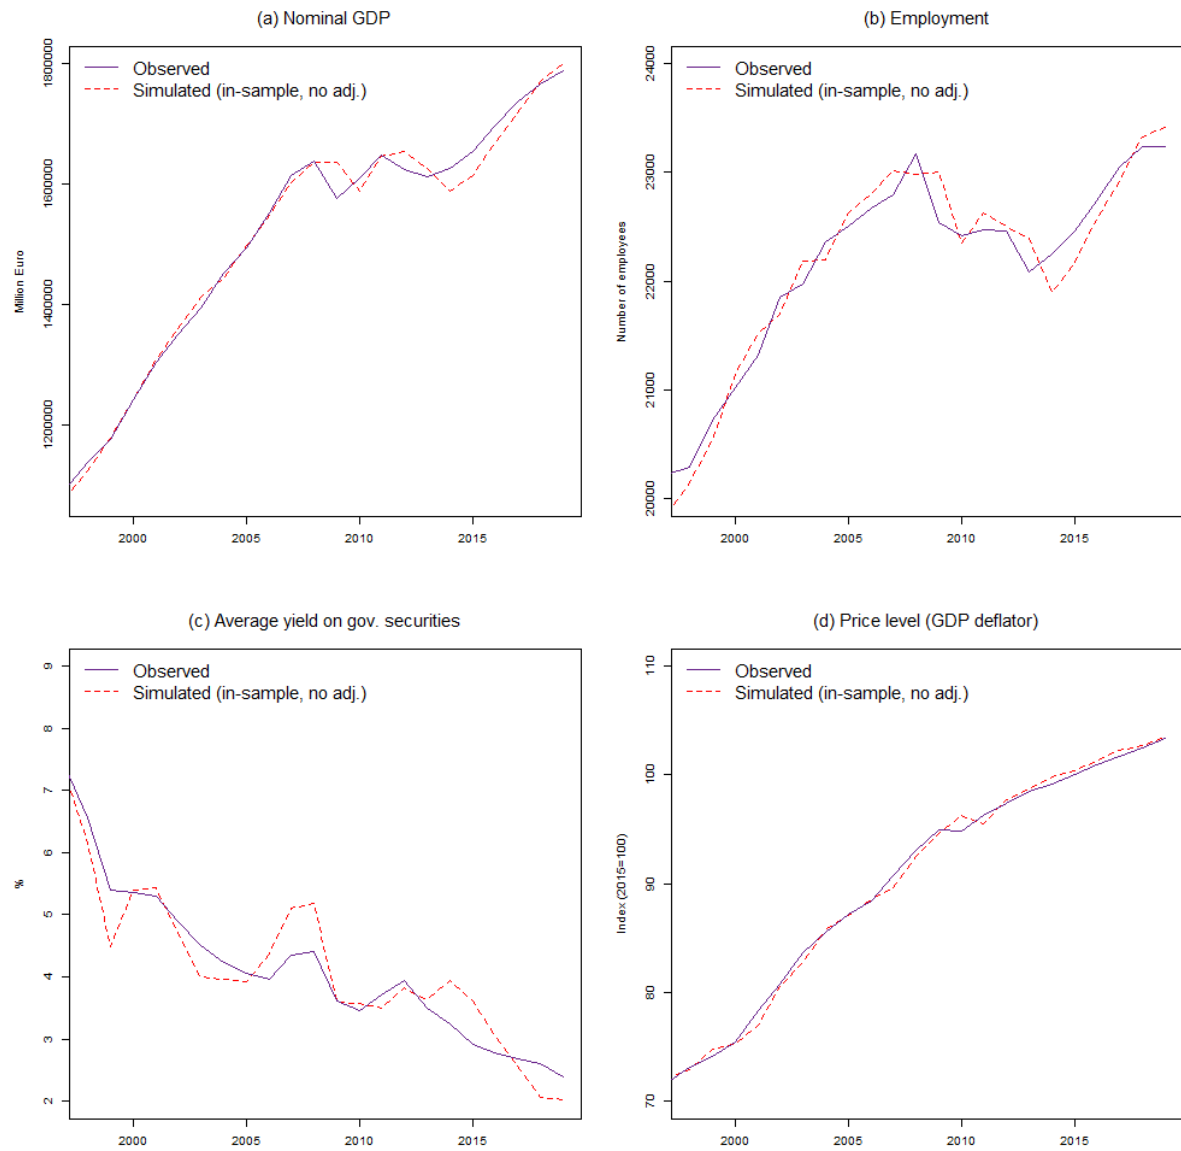 (a) Nominal GDP
Observed
Simulated (in-sample, no adj.)
Million Euro
1800000
1600000
1400000
1200000
2000 2005 2010 2015
(b) Employment
Observed
Simulated (in-sample, no adj.)
Number of employees
24000
23000
22000
21000
20000
2000 2005 2010 2015
(c) Average yield on gov. securities
Observed
Simulated (in-sample, no adj.)
%
9
8
7
6
5
4
3
2
2000 2005 2010 2015
(d) Price level (GDP deflator)
Observed
Simulated (in-sample, no adj.)
Index (2015=100)
110
100
90
80
70
2000 2005 2010 2015